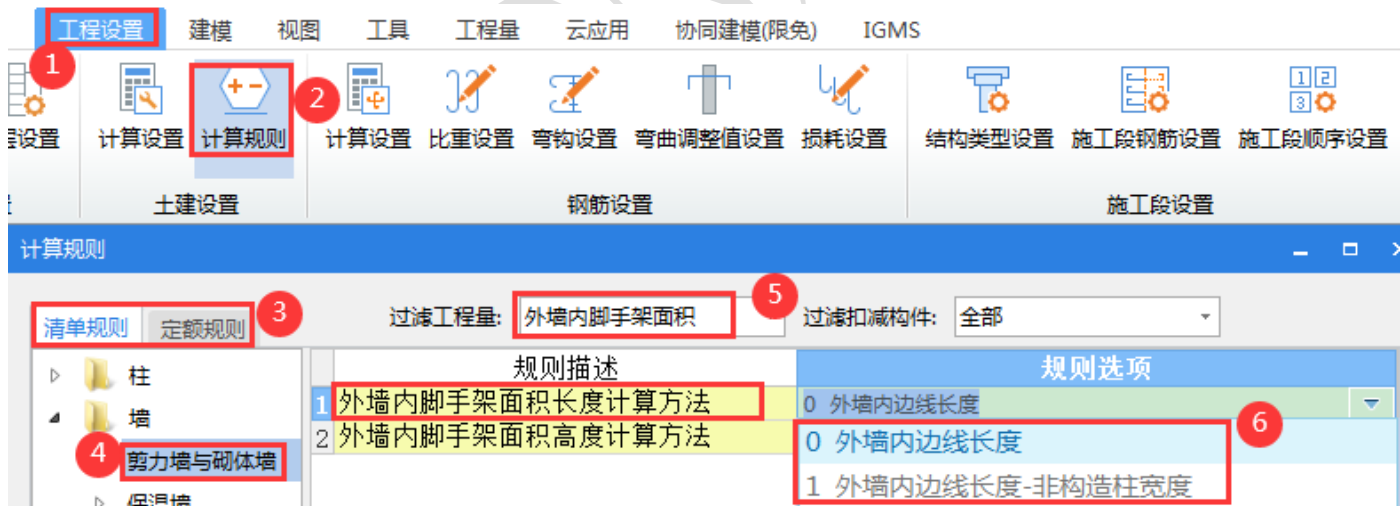 工程设置 建模 视图 工具 工程量 云应用 协同建模(限免) IGMS
1
2
层设置 计算设置 计算规则 计算设置 比重设置 弯钩设置 弯曲调整值设置 损耗设置 结构类型设置 施工段钢筋设置 施工段顺序设置
土建设置 钢筋设置 施工段设置
计算规则
清单规则 定额规则 3 过滤工程量: 外墙内脚手架面积 5 过滤扣减构件: 全部
规则描述 规则选项
柱
1 外墙内脚手架面积长度计算方法 0 外墙内边线长度
墙
2 外墙内脚手架面积高度计算方法 0 外墙内边线长度 6
4 剪力墙与砌体墙
1 外墙内边线长度-非构造柱宽度
保温墙